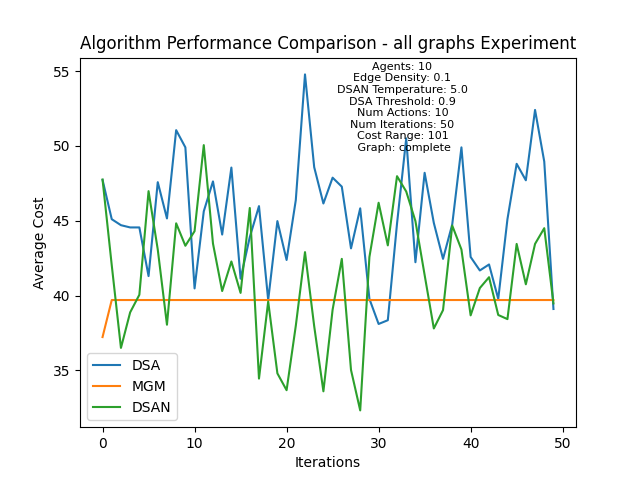 Algorithm Performance Comparison - all graphs Experiment
Agents: 10
Edge Density: 0.1
DSAN Temperature: 5.0
DSA Threshold: 0.9
Num Actions: 10
Num Iterations: 50
Cost Range: 101
Graph: complete
Average Cost
55
50
45
40
35
DSA
MGM
DSAN
0 10 20 30 40 50
Iterations